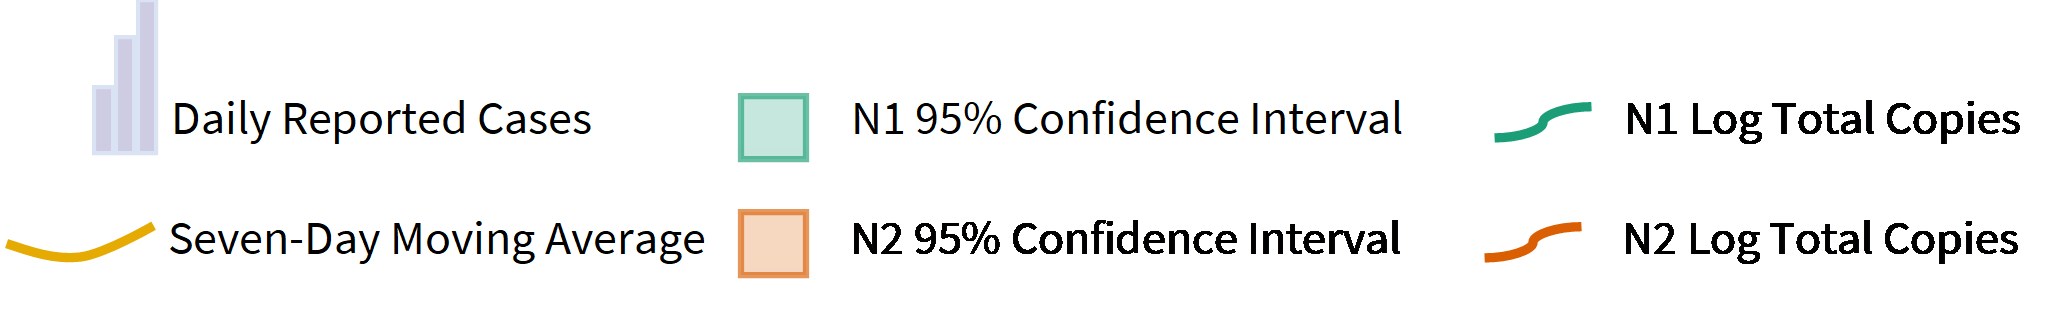 Daily Reported Cases N1 95% Confidence Interval N1 Log Total Copies
Seven-Day Moving Average N2 95% Confidence Interval N2 Log Total Copies